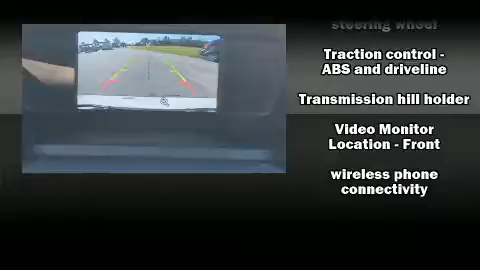 steering wheel
Traction control -
ABS and driveline
Transmission hill holder
Video Monitor
Location - Front
wireless phone
connectivity